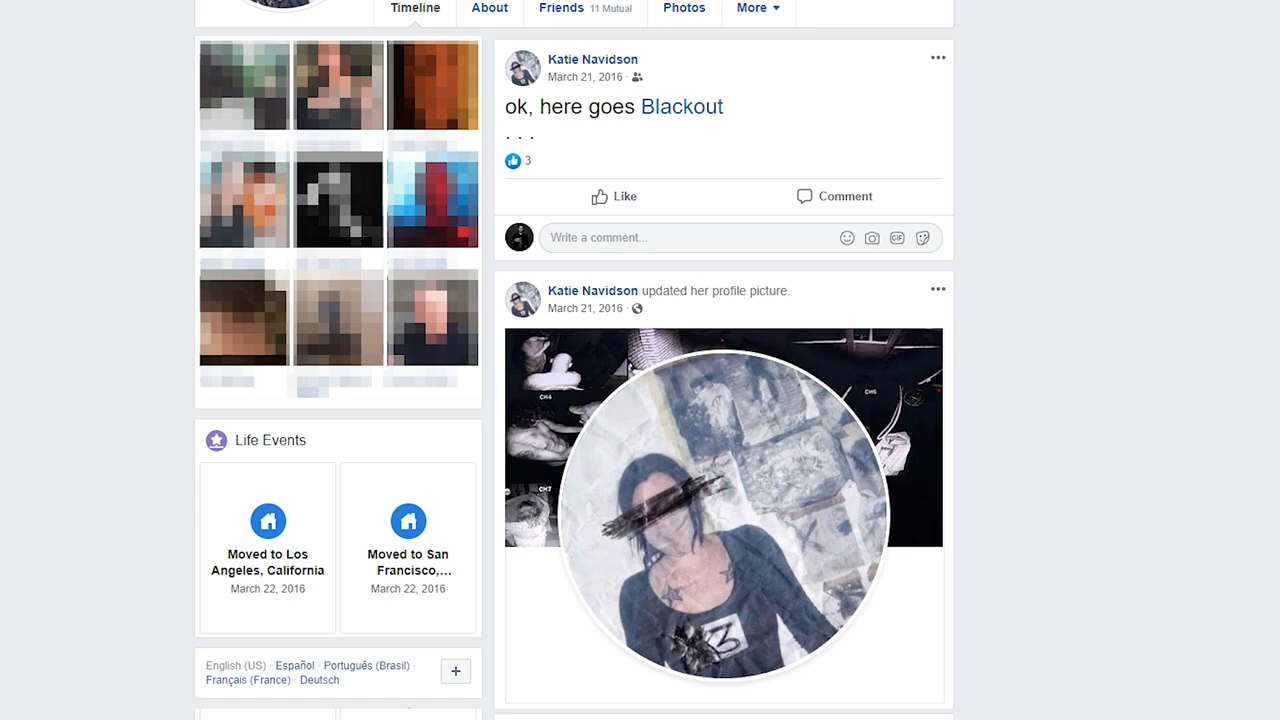 Timeline
About
Friends 11 Mutual
Photos
More
Katie Navidson
March 21, 2016 ·
ok, here goes Blackout
. . .
3
Like
Comment
Write a comment...
GIF
Katie Navidson updated her profile picture.
March 21, 2016 ·
CH4
CH6
CH7
3
Life Events
Moved to Los
Angeles, California
March 22, 2016
Moved to San
Francisco,...
March 22, 2016
English (US) · Español · Português (Brasil) ·
Français (France) · Deutsch
+